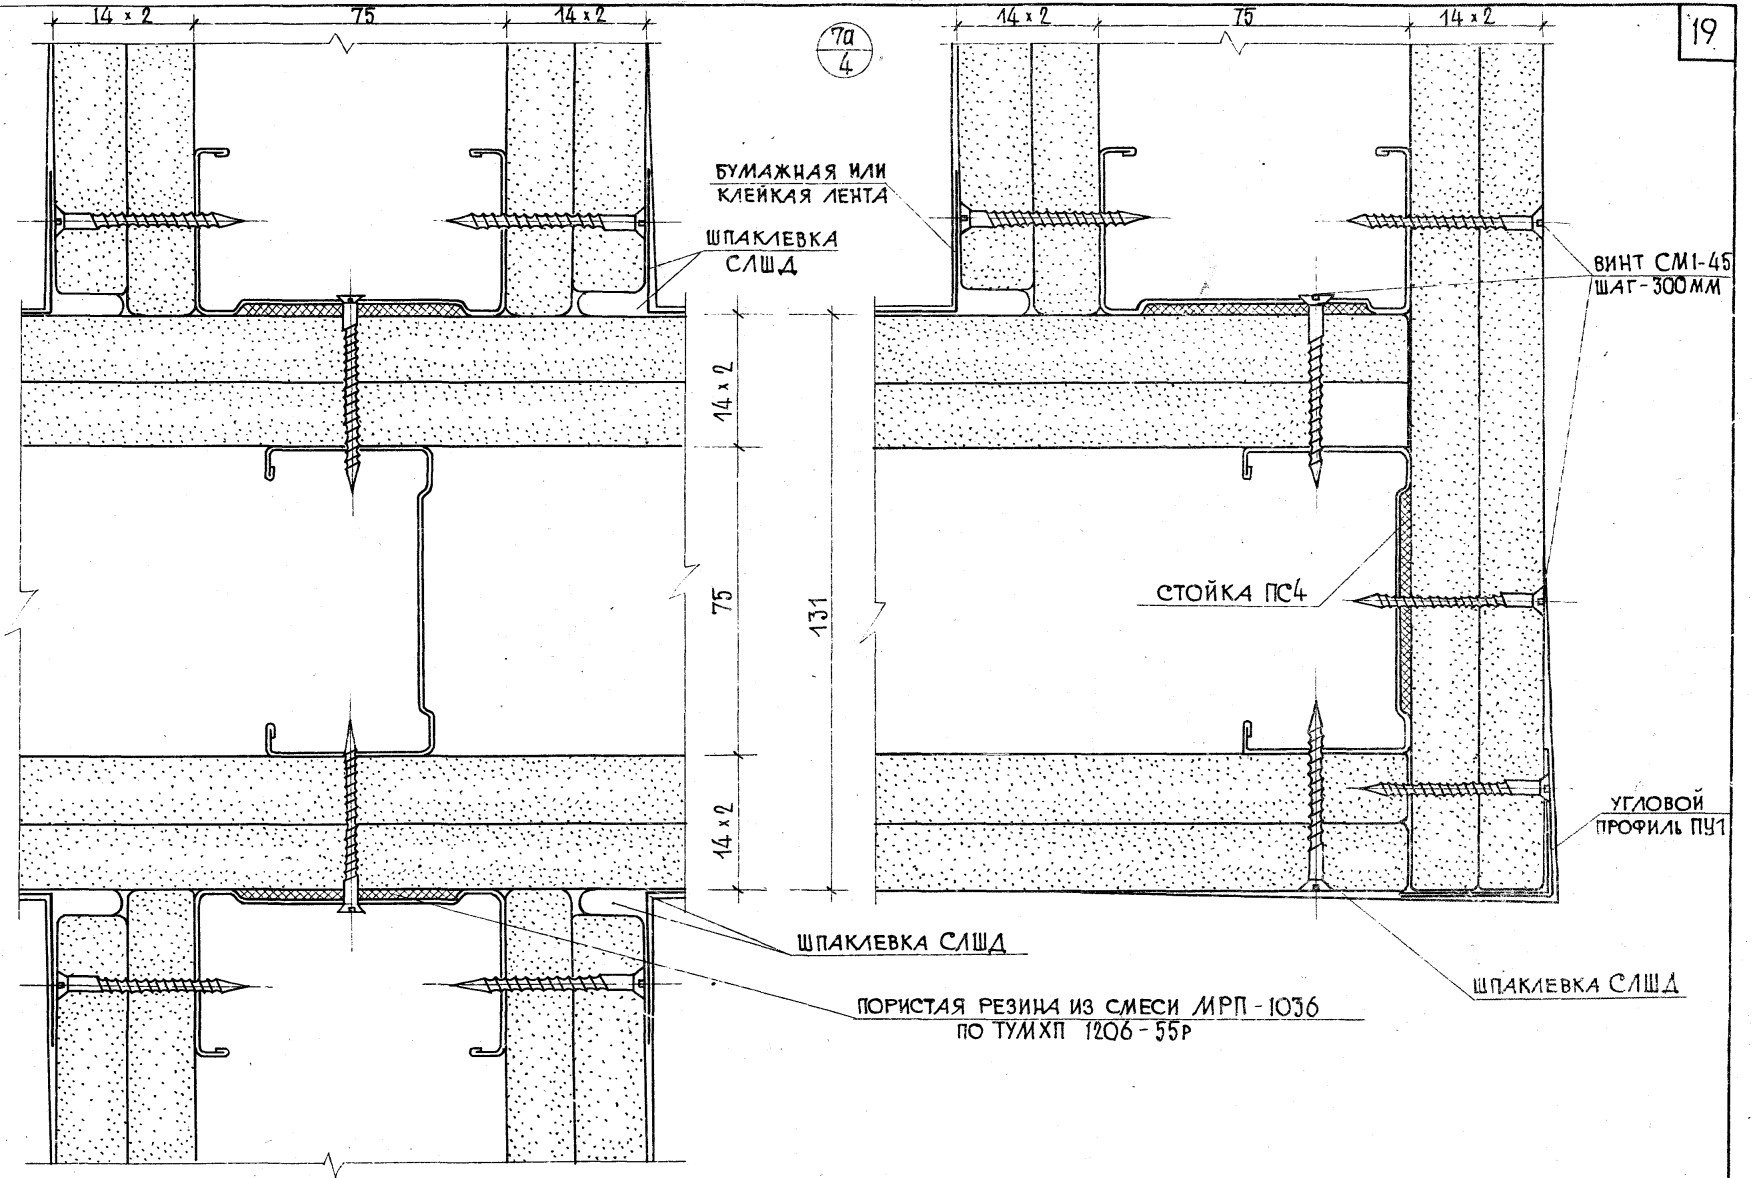 14 x 2
75
14 x 2
7а
4
14 x 2
75
14 x 2
19
БУМАЖНАЯ ИЛИ
КЛЕЙКАЯ ЛЕНТА
ШПАКЛЕВКА
СЛШД
ВИНТ СМ1-45
ШАГ-300ММ
14 x 2
75
131
СТОЙКА ПС4
14 x 2
УГЛОВОЙ
ПРОФИЛЬ ПУ1
ШПАКЛЕВКА СЛШД
ШПАКЛЕВКА СЛШД
ПОРИСТАЯ РЕЗИНА ИЗ СМЕСИ МРП-1036
ПО ТУМХП 1206-55Р